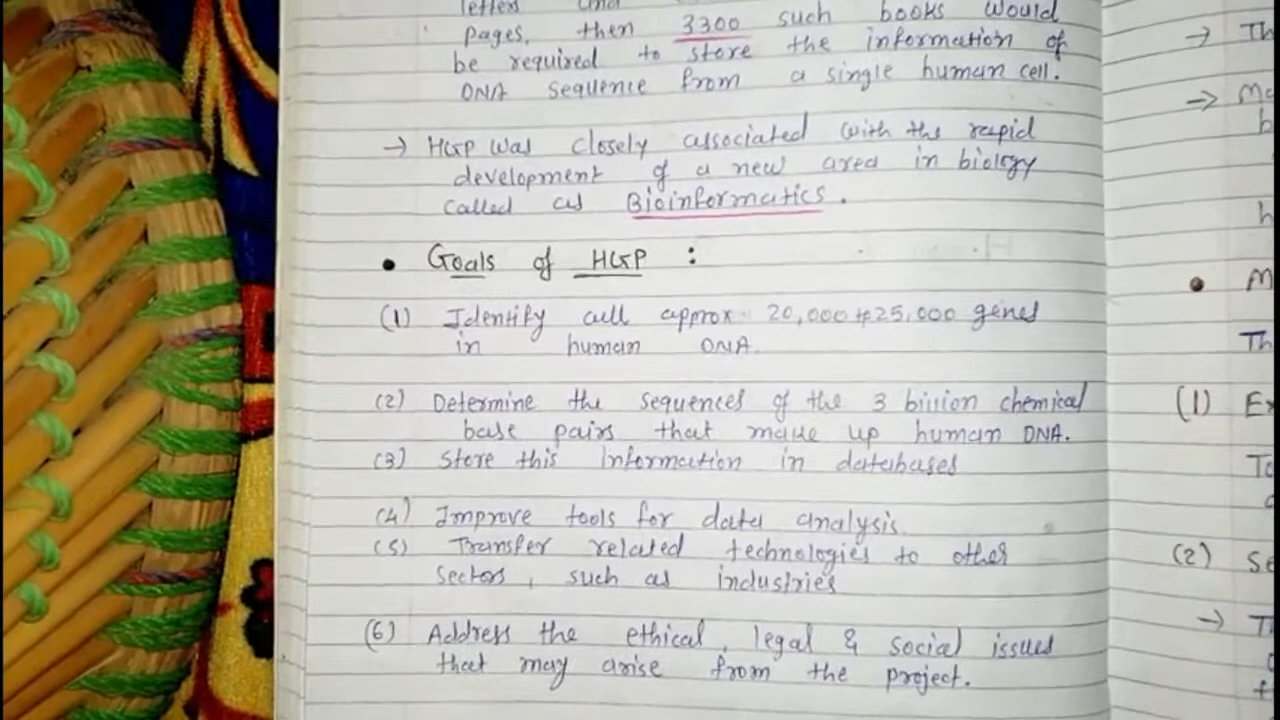 letters and
pages, then 3300 such books would
be required to store the information of
DNA sequence from a single human cell.
→ HGP was closely associated with the rapid
development of a new area in biology
called as Bioinformatics.
• Goals of HGP :
(1) Identify all approx. 20,000 to 25,000 genes
in human DNA.
(2) Determine the sequences of the 3 billion chemical
base pairs that make up human DNA.
(3) Store this information in databases
(4) Improve tools for data analysis.
(5) Transfer related technologies to other
sectors, such as industries
(6) Address the ethical, legal & social issues
that may arise from the project.
→ Th
→ Ma
b
h
• M
Th
(1) Ex
To
(2) Se
→ T